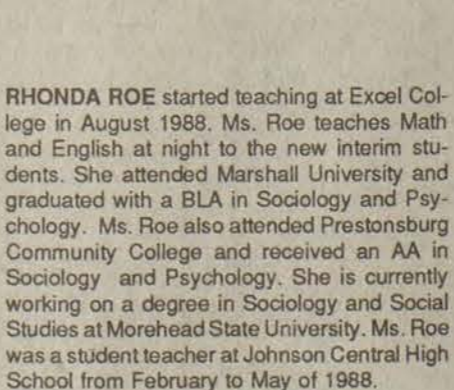 RHONDA ROE started teaching at Excel Col-
lege in August 1988. Ms. Roe teaches Math
and English at night to the new interim stu-
dents. She attended Marshall University and
graduated with a BLA in Sociology and Psy-
chology. Ms. Roe also attended Prestonsburg
Community College and received an AA in
Sociology and Psychology. She is currently
working on a degree in Sociology and Social
Studies at Morehead State University. Ms. Roe
was a student teacher at Johnson Central High
School from February to May of 1988.